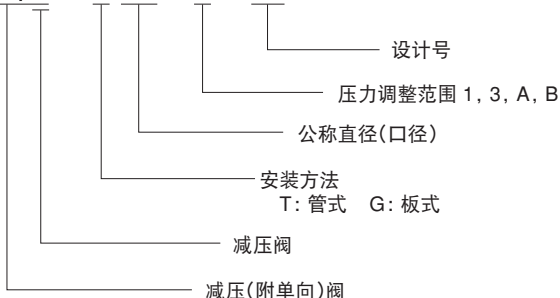 设计号
压力调整范围 1, 3, A, B
公称直径(口径)
安装方法
T: 管式 G: 板式
减压阀
减压(附单向)阀